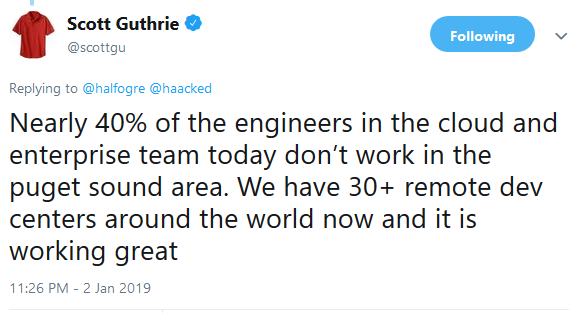 Scott Guthrie
@scottgu
Following
Replying to @halfogre @haacked
Nearly 40% of the engineers in the cloud and
enterprise team today don’t work in the
puget sound area. We have 30+ remote dev
centers around the world now and it is
working great
11:26 PM - 2 Jan 2019